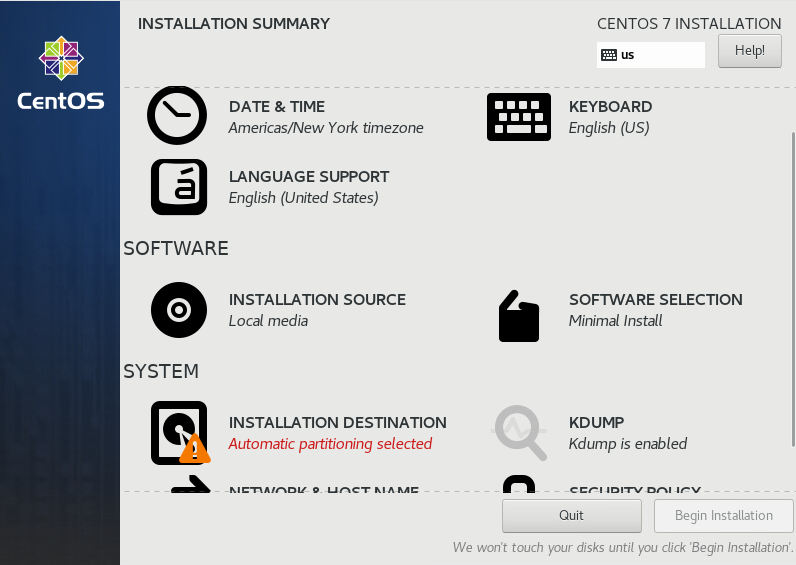 INSTALLATION SUMMARY
CENTOS 7 INSTALLATION
us
Help!
CentOS
DATE & TIME
Americas/New York timezone
KEYBOARD
English (US)
LANGUAGE SUPPORT
English (United States)
SOFTWARE
INSTALLATION SOURCE
Local media
SOFTWARE SELECTION
Minimal Install
SYSTEM
INSTALLATION DESTINATION
Automatic partitioning selected
KDUMP
Kdump is enabled
NETWORK & HOST NAME
SECURITY POLICY
Quit
Begin Installation
We won't touch your disks until you click 'Begin Installation'.